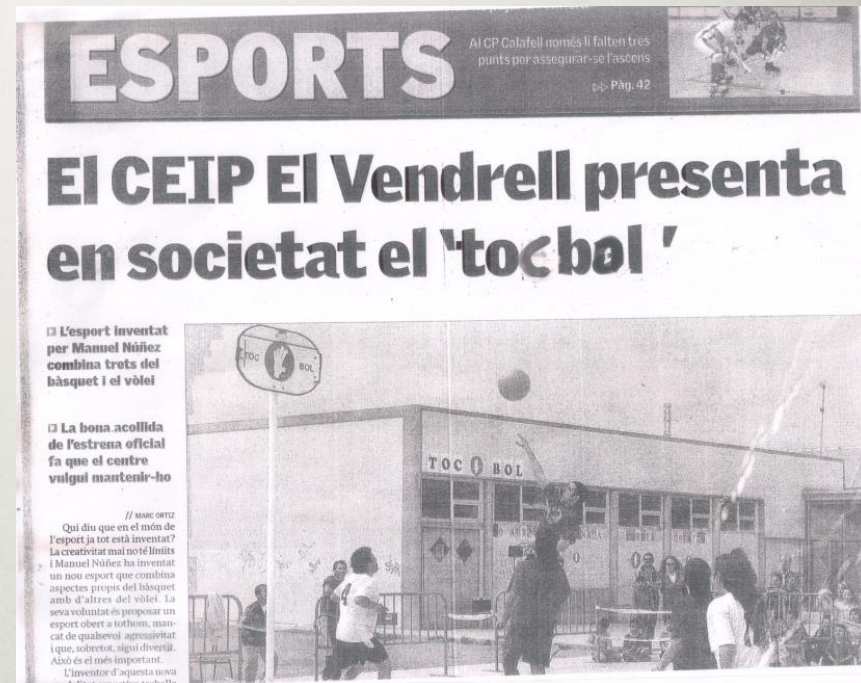 ESPORTS
Al CP Calafell només li falten tres
punts per assegurar-se l'ascens
▷▷ Pàg. 42
El CEIP El Vendrell presenta
en societat el 'tocbol'
L'esport inventat
per Manuel Núñez
combina trets del
bàsquet i el vòlei
La bona acollida
de l'estrena oficial
fa que el centre
vulgui mantenir-ho
// MARC ORTIZ
Qui diu que en el món de
l'esport ja tot està inventat?
La creativitat mai no té límits
i Manuel Núñez ha inventat
un nou esport que combina
aspectes propis del bàsquet
amb d'altres del vòlei. La
seva voluntat és proposar un
esport obert a tothom, man-
cat de qualsevol agressivitat
i que, sobretot, sigui divertit.
Això és el més important.
L'inventor d'aquesta nova
TOC BOL
TOC BOL
4